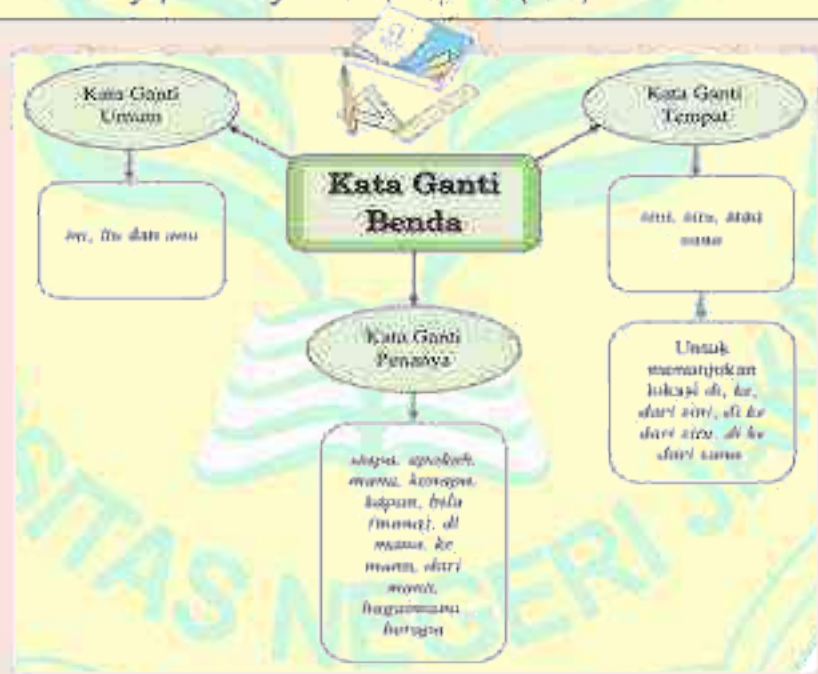 Kata Ganti
Umum
Kata Ganti
Tempat
Kata Ganti
Benda
ini, itu dan anu
sini, situ, atau
sana
Kata Ganti
Penanya
Untuk
menunjukan
lokasi di, ke,
dari sini, di ke
dari situ, di ke
dari sana
siapa, apakah,
mana, kenapa,
kapan, bila
(mana), di
mana, ke
mana, dari
mana,
bagaimana
berapa
SITAS NEGERI